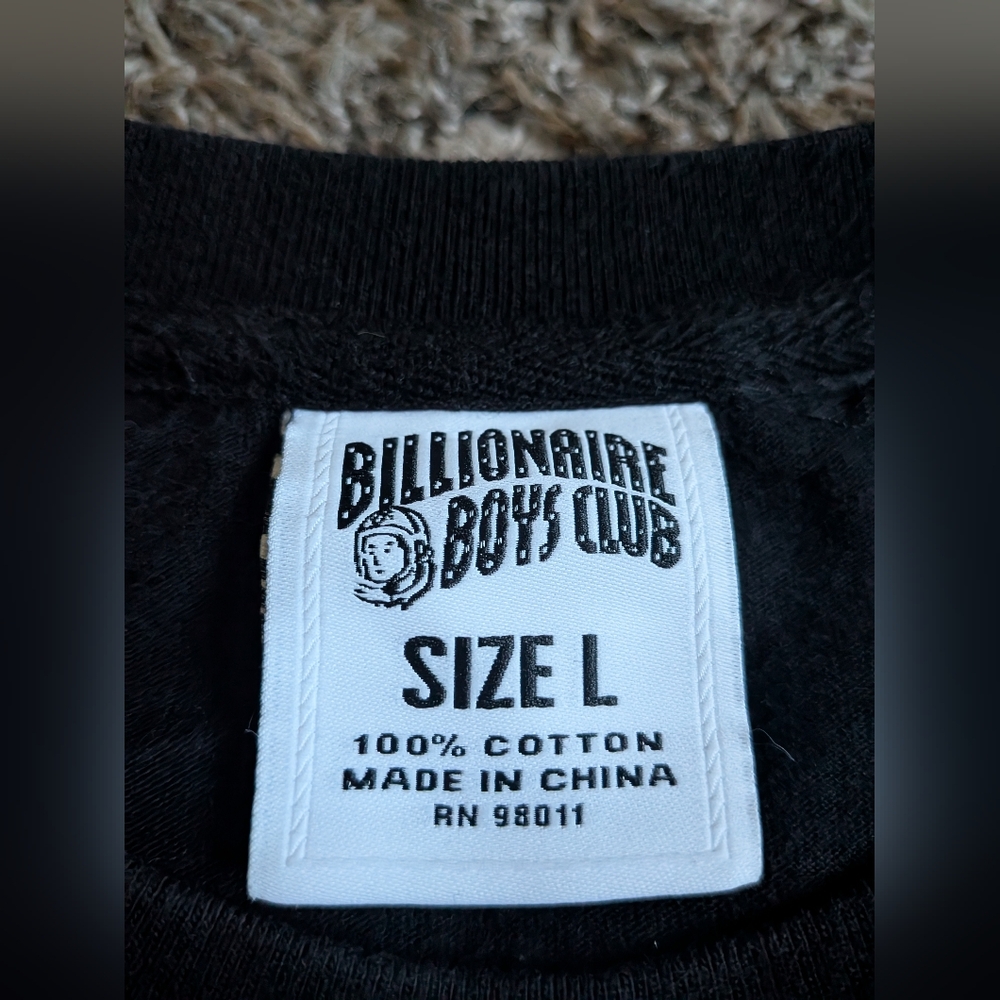 BILLIONAIRE
BOYS CLUB
SIZE L
100% COTTON
MADE IN CHINA
RN 98011